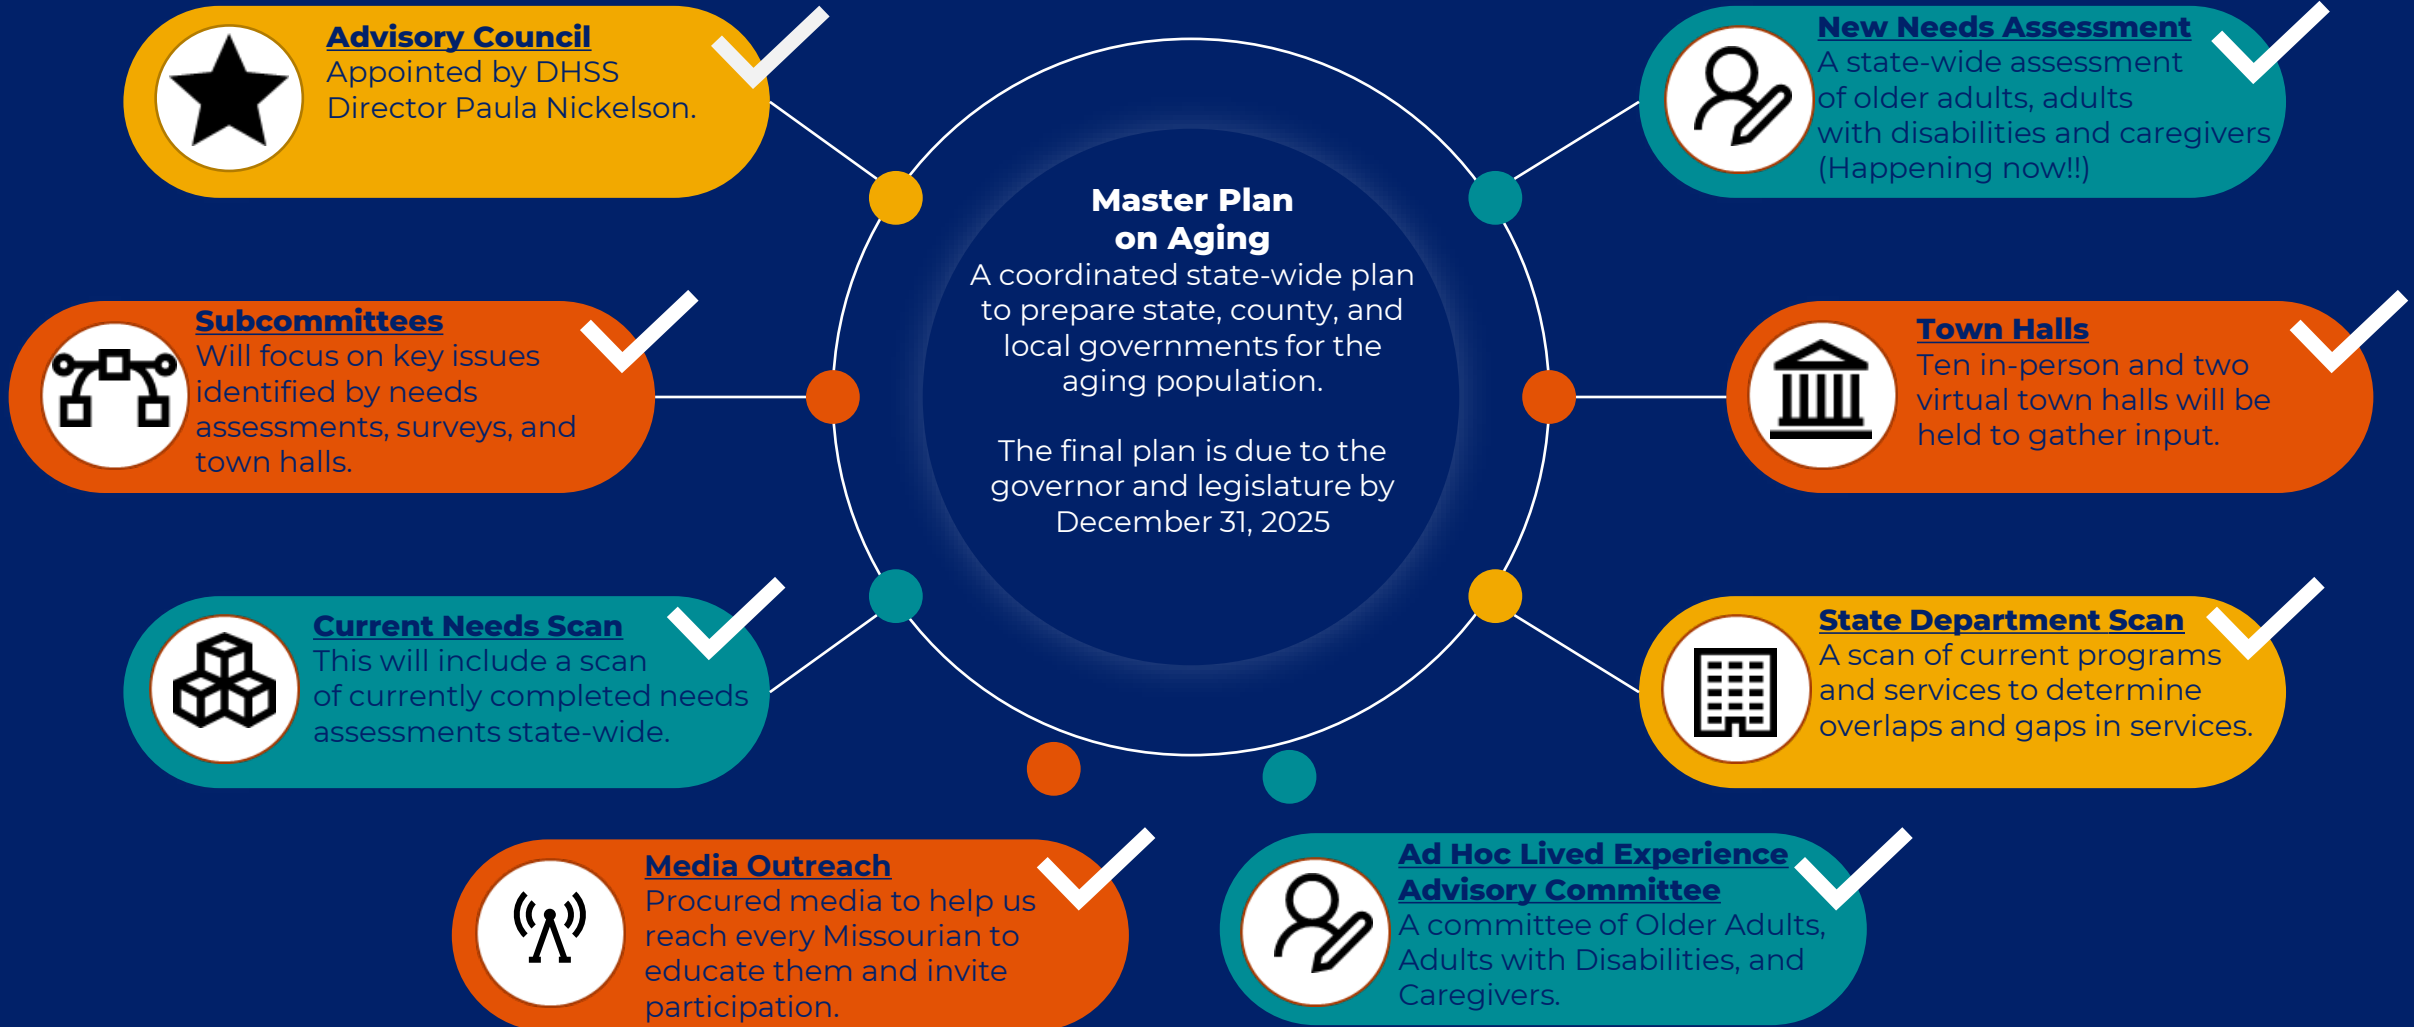 Advisory Council
Appointed by DHSS
Director Paula Nickelson.
Subcommittees
Will focus on key issues
identified by needs
assessments, surveys, and
town halls.
Current Needs Scan
This will include a scan
of currently completed needs
assessments state-wide.
Media Outreach
Procured media to help us
reach every Missourian to
educate them and invite
participation.
Master Plan
on Aging
A coordinated state-wide plan
to prepare state, county, and
local governments for the
aging population.
The final plan is due to the
governor and legislature by
December 31, 2025
New Needs Assessment
A state-wide assessment
of older adults, adults
with disabilities and caregivers
(Happening now!!)
Town Halls
Ten in-person and two
virtual town halls will be
held to gather input.
State Department Scan
A scan of current programs
and services to determine
overlaps and gaps in services.
Ad Hoc Lived Experience
Advisory Committee
A committee of Older Adults,
Adults with Disabilities, and
Caregivers.